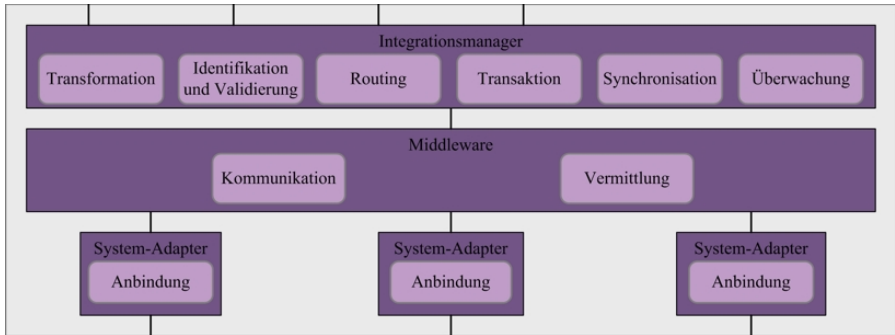 Integrationsmanager
Transformation
Identifikation
und Validierung
Routing
Transaktion
Synchronisation
Überwachung
Middleware
Kommunikation
Vermittlung
System-Adapter
System-Adapter
System-Adapter
Anbindung
Anbindung
Anbindung